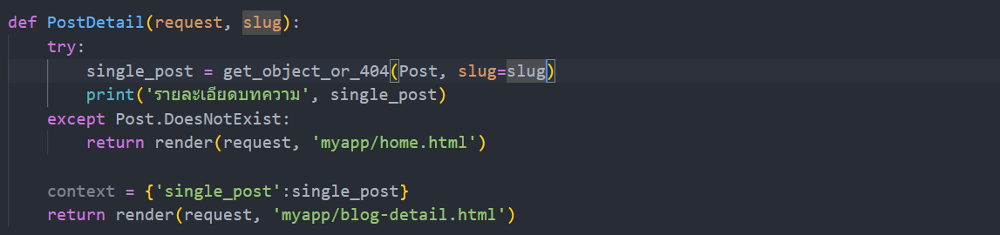 def PostDetail(request, slug):
    try:
        single_post = get_object_or_404(Post, slug=slug)
        print('รายละเอียดบทความ', single_post)
    except Post.DoesNotExist:
        return render(request, 'myapp/home.html')

    context = {'single_post':single_post}
    return render(request, 'myapp/blog-detail.html')